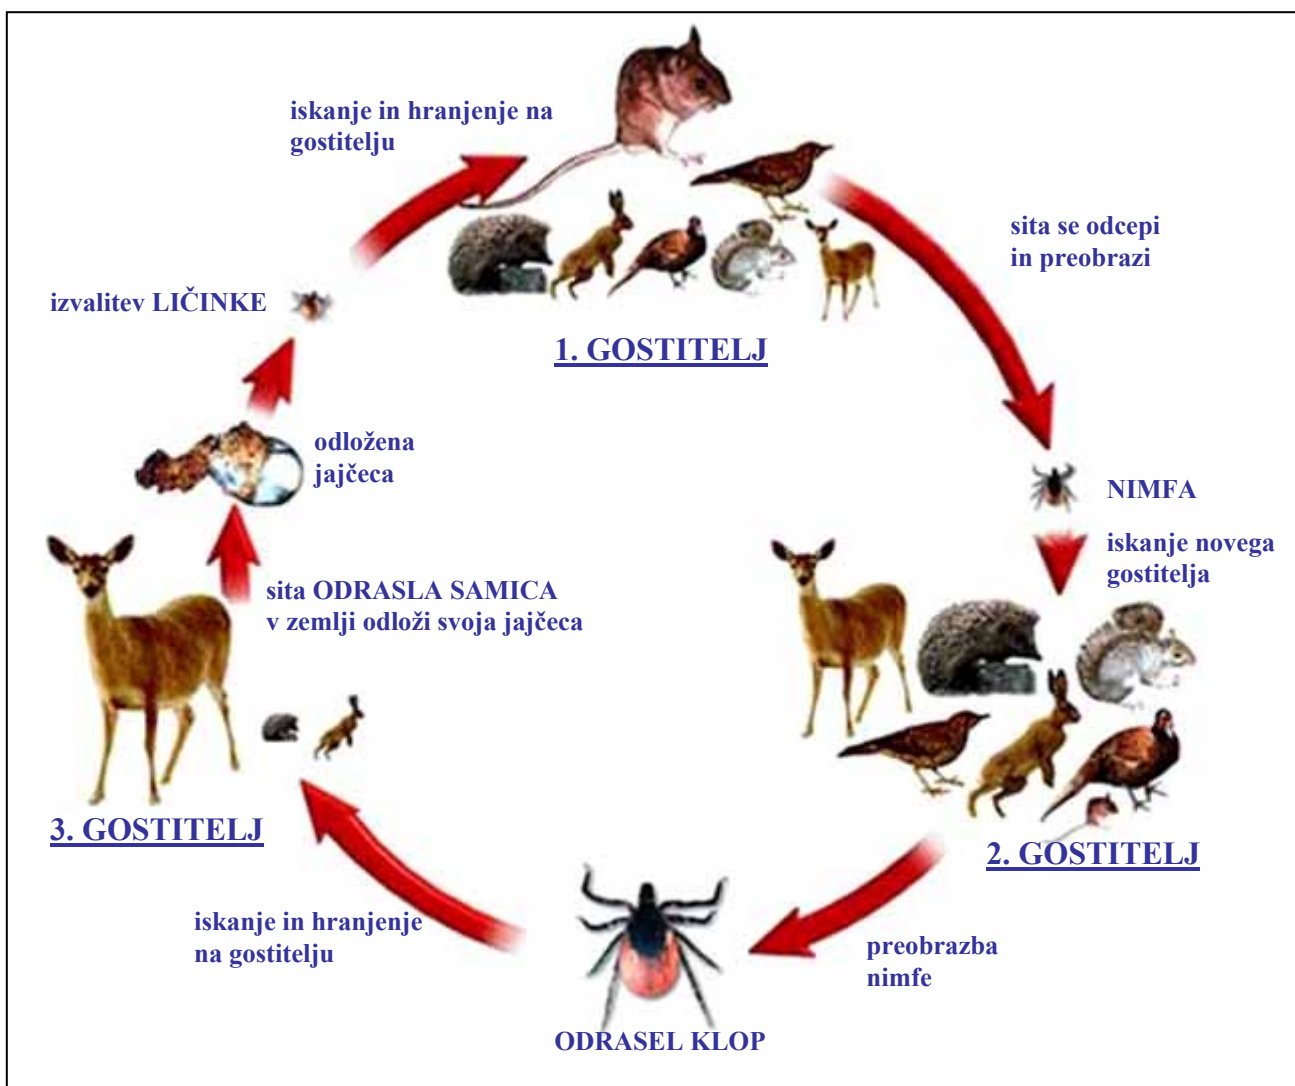 iskanje in hranjenje na
gostitelju
sita se odcepi
in preobrazi
izvalitev LIČINKE
1. GOSTITELJ
odložena
jajčeca
NIMFA
iskanje novega
gostitelja
sita ODRASLA SAMICA
v zemlji odloži svoja jajčeca
3. GOSTITELJ
2. GOSTITELJ
iskanje in hranjenje
na gostitelju
preobrazba
nimfe
ODRASEL KLOP